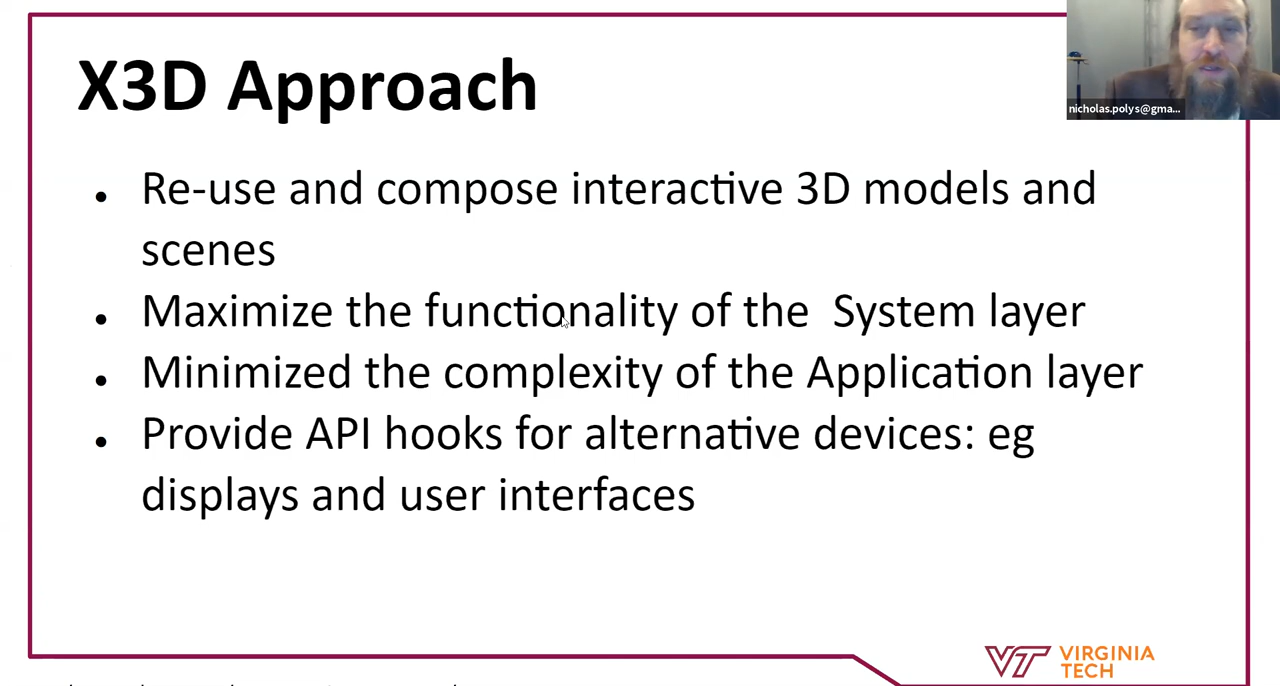 X3D Approach
nicholas.polys@gma...
Re-use and compose interactive 3D models and
scenes
Maximize the functionality of the System layer
Minimized the complexity of the Application layer
Provide API hooks for alternative devices: eg
displays and user interfaces
VT VIRGINIA
TECH